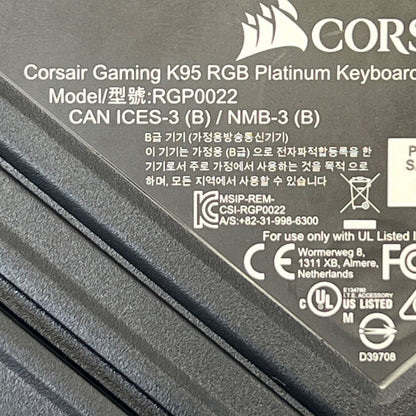 CORS
Corsair Gaming K95 RGB Platinum Keyboard
Model/型號:RGP0022
CAN ICES-3 (B) / NMB-3 (B)
B급 기기 (가정용방송통신기기)
이 기기는 가정용 (B급) 으로 전자파적합등록을 한
기기로서 주로 가정에서 사용하는 것을 목적 으로
하며, 모든 지역에서 사용할 수 있습니다
MSIP-REM-
CSI-RGP0022
A/S:+82-31-998-6300
P
S
For use only with UL Listed
CE
Wormerweg 8,
1311 XB, Almere,
Netherlands
FC
c UL US LISTED
E134760
I.T.E. ACCESSORY
M
D39708